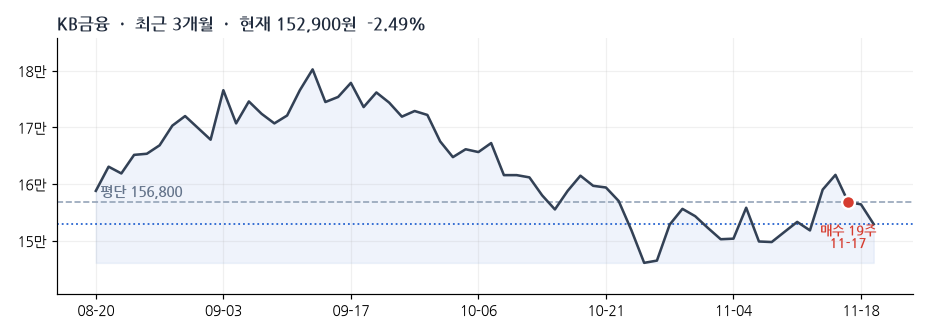 KB금융 · 최근 3개월 · 현재 152,900원 -2.49%
18만
17만
16만
15만
평단 156,800
매수 19주
11-17
08-20
09-03
09-17
10-06
10-21
11-04
11-18